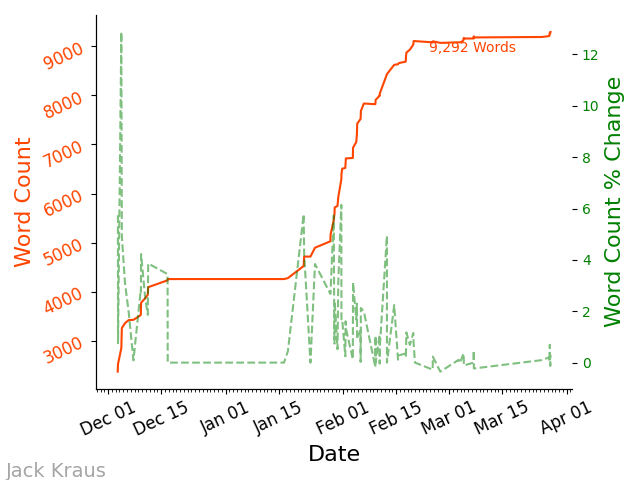 9000
8000
7000
6000
5000
4000
3000
Word Count
9,292 Words
12
10
8
6
4
2
0
Word Count % Change
Dec 01
Dec 15
Jan 01
Jan 15
Feb 01
Feb 15
Mar 01
Mar 15
Apr 01
Date
Jack Kraus